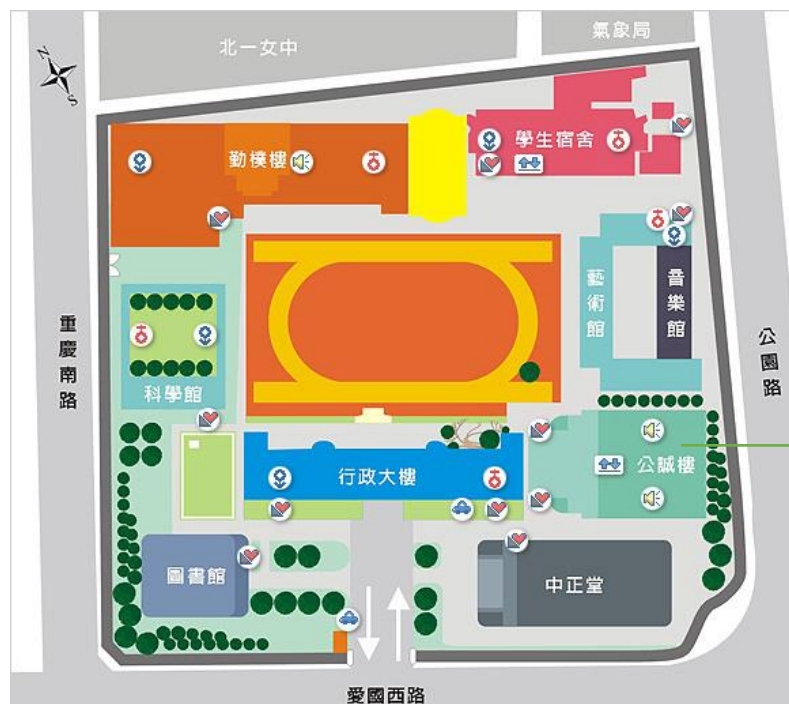 北一女中
氣象局
N
S
勤樸樓
學生宿舍
藝術館
音樂館
重慶南路
公園路
科學館
公誠樓
行政大樓
圖書館
中正堂
愛國西路